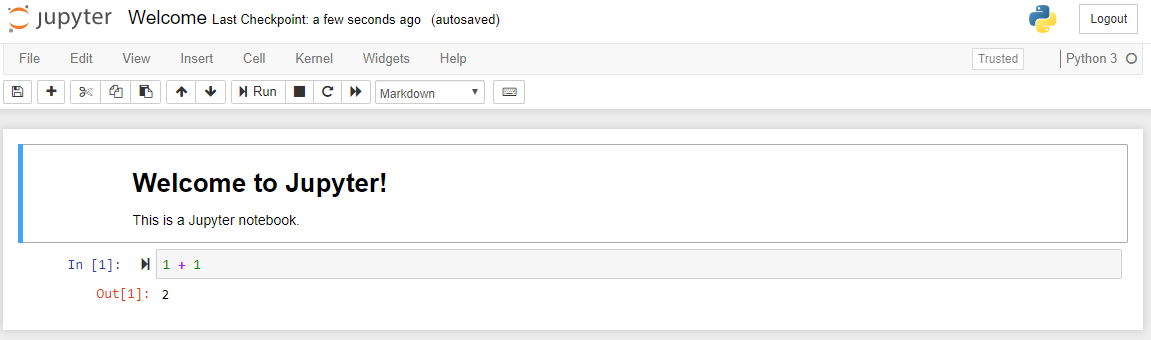 jupyter Welcome Last Checkpoint: a few seconds ago (autosaved) Logout
File Edit View Insert Cell Kernel Widgets Help Trusted Python 3
Run Markdown
Welcome to Jupyter!
This is a Jupyter notebook.
In [1]: 1 + 1
Out[1]: 2